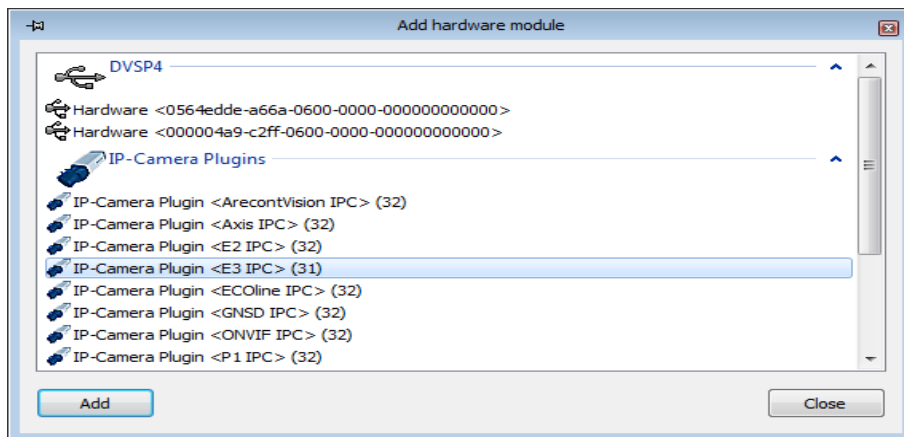 Add hardware module
DVSP4
Hardware <0564edde-a66a-0600-0000-000000000000>
Hardware <000004a9-c2ff-0600-0000-000000000000>
IP-Camera Plugins
IP-Camera Plugin <ArecontVision IPC> (32)
IP-Camera Plugin <Axis IPC> (32)
IP-Camera Plugin <E2 IPC> (32)
IP-Camera Plugin <E3 IPC> (31)
IP-Camera Plugin <ECOline IPC> (32)
IP-Camera Plugin <GNSD IPC> (32)
IP-Camera Plugin <ONVIF IPC> (32)
IP-Camera Plugin <P1 IPC> (32)
Add
Close